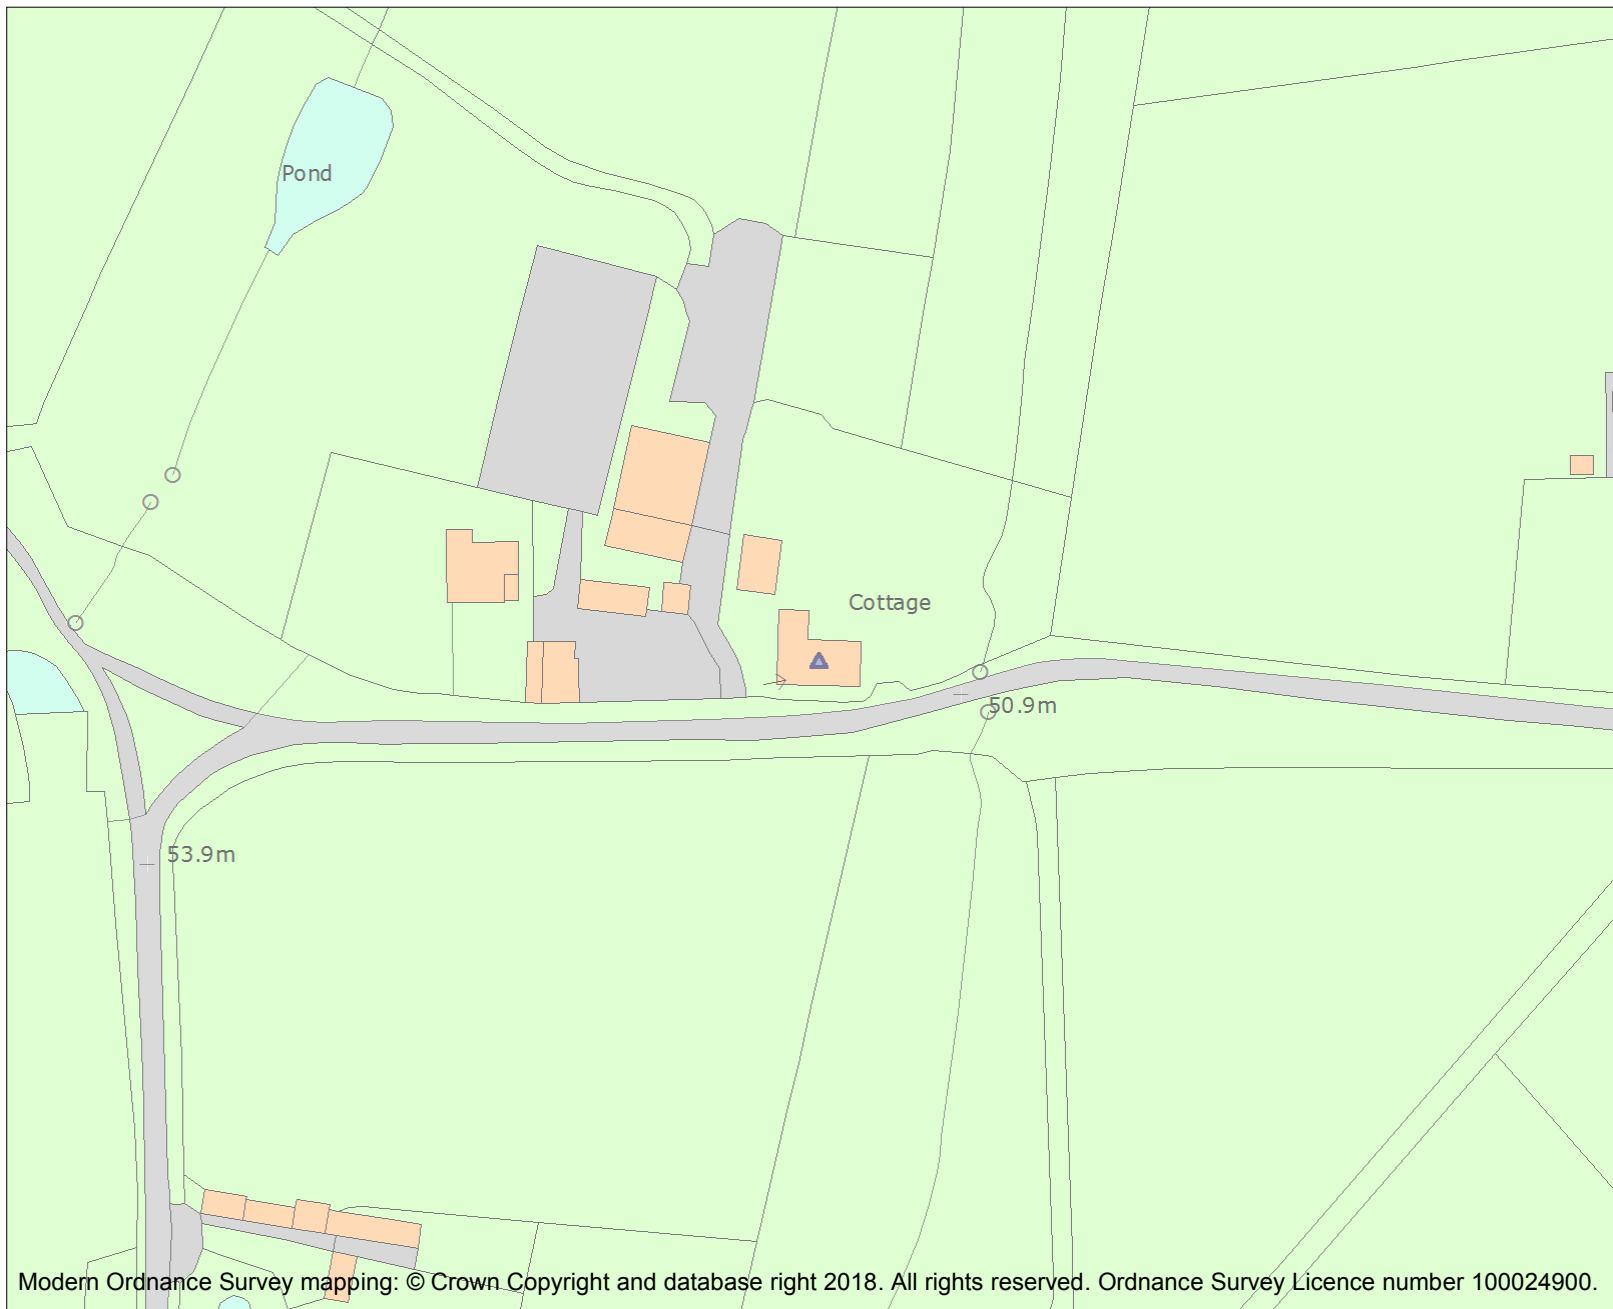 Pond
Cottage
50.9m
53.9m
Modern Ordnance Survey mapping: © Crown Copyright and database right 2018. All rights reserved. Ordnance Survey Licence number 100024900.